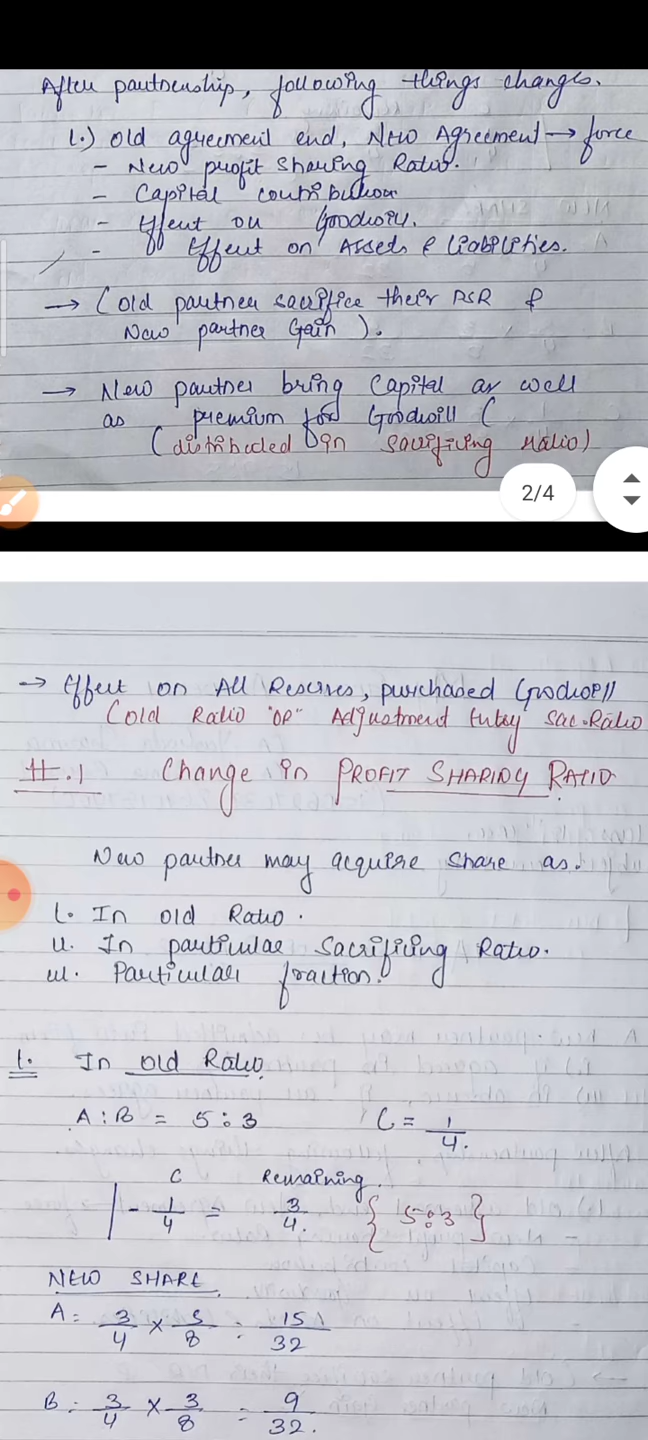 After partnership, following things changes.
1.) Old agreement end, New Agreement → force
- New profit sharing Ratio.
- Capital contribution
- Effect on Goodwill.
- Effect on Assets & liabilities.
→ ( old partner sacrifice their PSR &
New partner Gain ).
→ New partner bring Capital as well
as premium for Goodwill (
( distributed in sacrificing ratio)
2/4
→ Effect on All Reserves, purchased Goodwill
Cold Ratio "OR" Adjustment Entry Sac. Ratio
#.1 Change in PROFIT SHARING RATIO
New partner may acquire share as.
i. In old Ratio.
ii. In particular Sacrificing Ratio.
iii. Particular fraction.
1. In old Ratio.
A : B = 5 : 3 C = 1/4.
C Remaining.
1 - 1/4 = 3/4. { 5:3 }
NEW SHARE.
A = 3/4 × 5/8 = 15/32
B = 3/4 × 3/8 = 9/32.